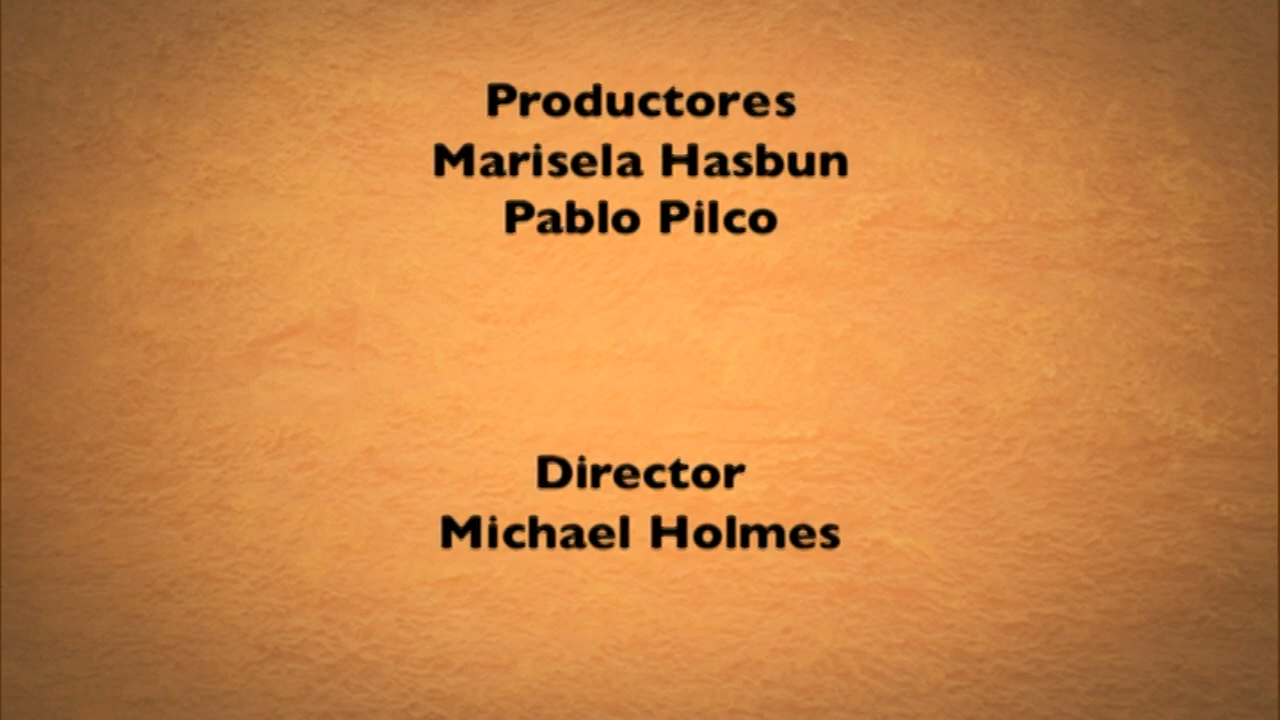 Productores
Marisela Hasbun
Pablo Pilco
Director
Michael Holmes